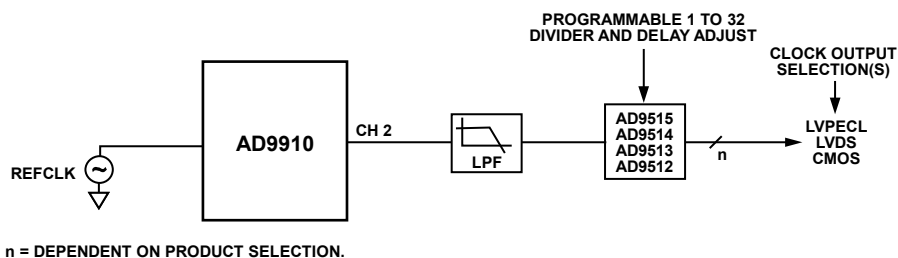 PROGRAMMABLE 1 TO 32
DIVIDER AND DELAY ADJUST
CLOCK OUTPUT
SELECTION(S)
REFCLK
AD9910
CH 2
LPF
AD9515
AD9514
AD9513
AD9512
n
LVPECL
LVDS
CMOS
n = DEPENDENT ON PRODUCT SELECTION.